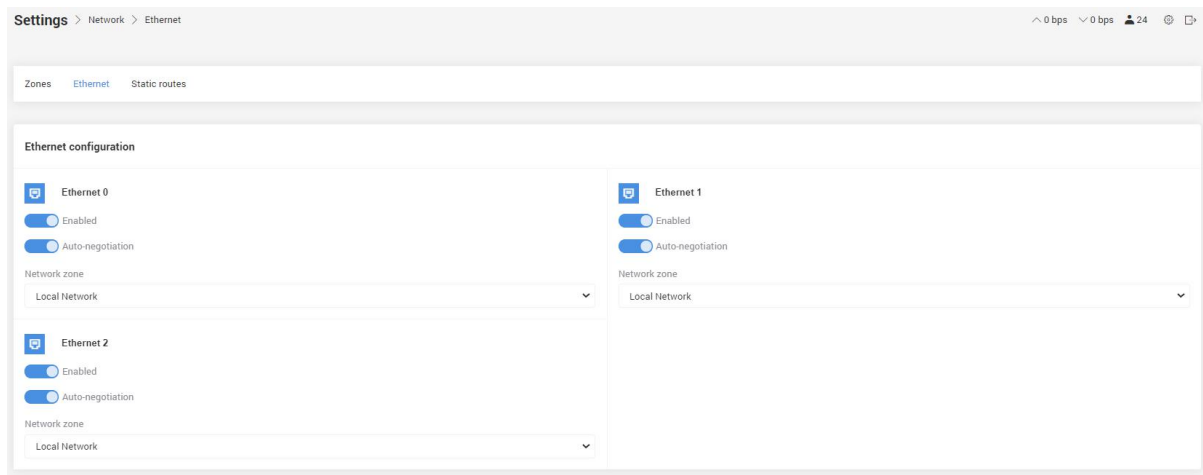 Settings > Network > Ethernet
0 bps 0 bps 24
Zones Ethernet Static routes
Ethernet configuration
Ethernet 0
Enabled
Auto-negotiation
Network zone
Local Network
Ethernet 1
Enabled
Auto-negotiation
Network zone
Local Network
Ethernet 2
Enabled
Auto-negotiation
Network zone
Local Network